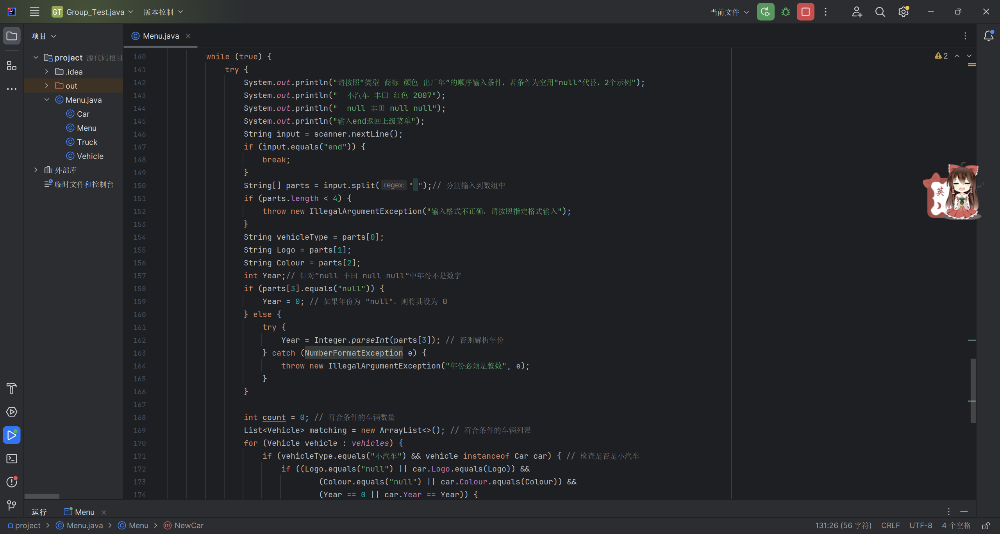 GT Group_Test.java 版本控制 当前文件
项目
Menu.java
project 源代码根目
.idea
out
Menu.java
Car
Menu
Truck
Vehicle
外部库
临时文件和控制台
2
140 while (true) {
141 try {
142 System.out.println("请按照“类型 商标 颜色 出厂年”的顺序输入条件，若条件为空用“null”代替，2个示例");
143 System.out.println("  小汽车 丰田 红色 2007");
144 System.out.println("  null 丰田 null null");
145 System.out.println("输入end返回上级菜单");
146 String input = scanner.nextLine();
147 if (input.equals("end")) {
148 break;
149 }
150 String[] parts = input.split( regex: " ");// 分割输入到数组中
151 if (parts.length < 4) {
152 throw new IllegalArgumentException("输入格式不正确，请按照指定格式输入");
153 }
154 String vehicleType = parts[0];
155 String Logo = parts[1];
156 String Colour = parts[2];
157 int Year;// 针对“null 丰田 null null”中年份不是数字
158 if (parts[3].equals("null")) {
159 Year = 0; // 如果年份为 "null"，则将其设为 0
160 } else {
161 try {
162 Year = Integer.parseInt(parts[3]); // 否则解析年份
163 } catch (NumberFormatException e) {
164 throw new IllegalArgumentException("年份必须是整数", e);
165 }
166 }
167
168 int count = 0; // 符合条件的车辆数量
169 List<Vehicle> matching = new ArrayList<>(); // 符合条件的车辆列表
170 for (Vehicle vehicle : vehicles) {
171 if (vehicleType.equals("小汽车") && vehicle instanceof Car car) { // 检查是否是小汽车
172 if ((Logo.equals("null") || car.Logo.equals(Logo)) &&
173 (Colour.equals("null") || car.Colour.equals(Colour)) &&
174 (Year == 0 || car.Year == Year)) {
英
运行 Menu
project Menu.java Menu NewCar 131:26 (56 字符) CRLF UTF-8 4 个空格